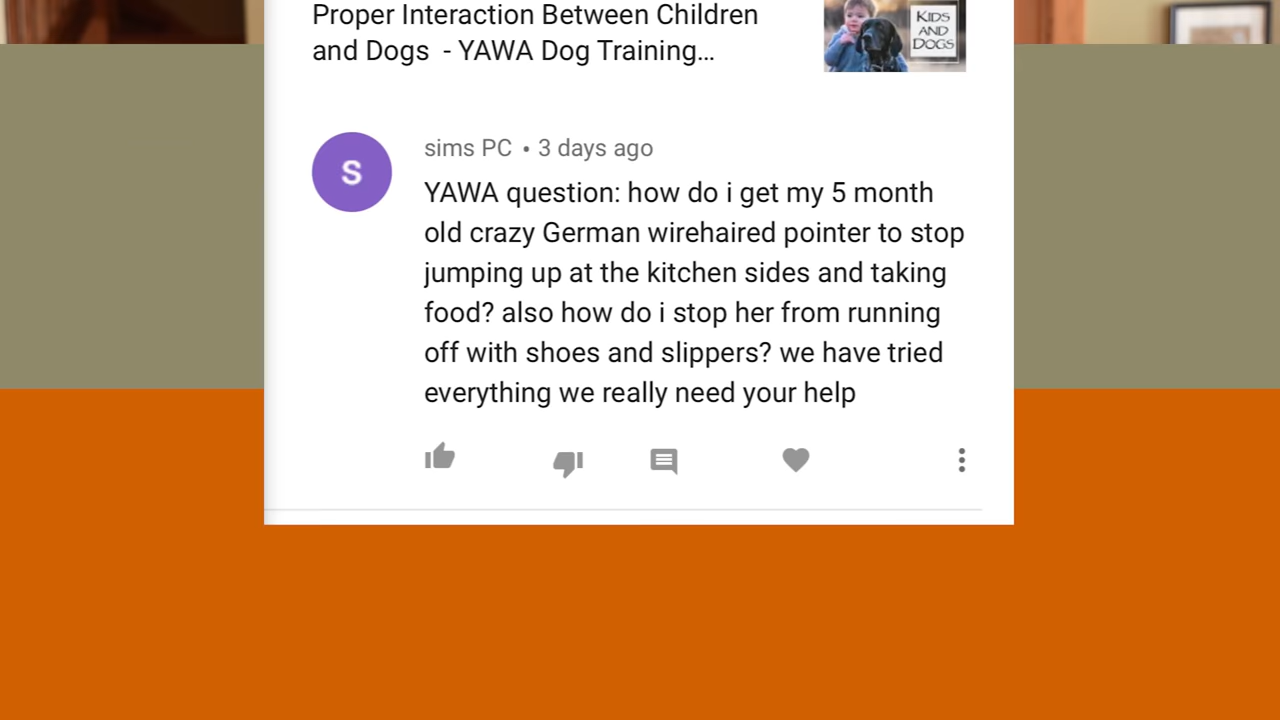 Proper Interaction Between Children
and Dogs - YAWA Dog Training...
KIDS
AND
DOGS
S
sims PC • 3 days ago
YAWA question: how do i get my 5 month
old crazy German wirehaired pointer to stop
jumping up at the kitchen sides and taking
food? also how do i stop her from running
off with shoes and slippers? we have tried
everything we really need your help